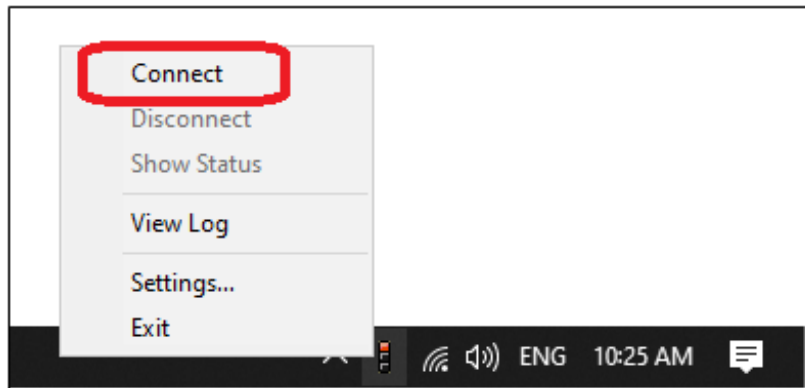 Connect
Disconnect
Show Status
View Log
Settings...
Exit
ENG 10:25 AM